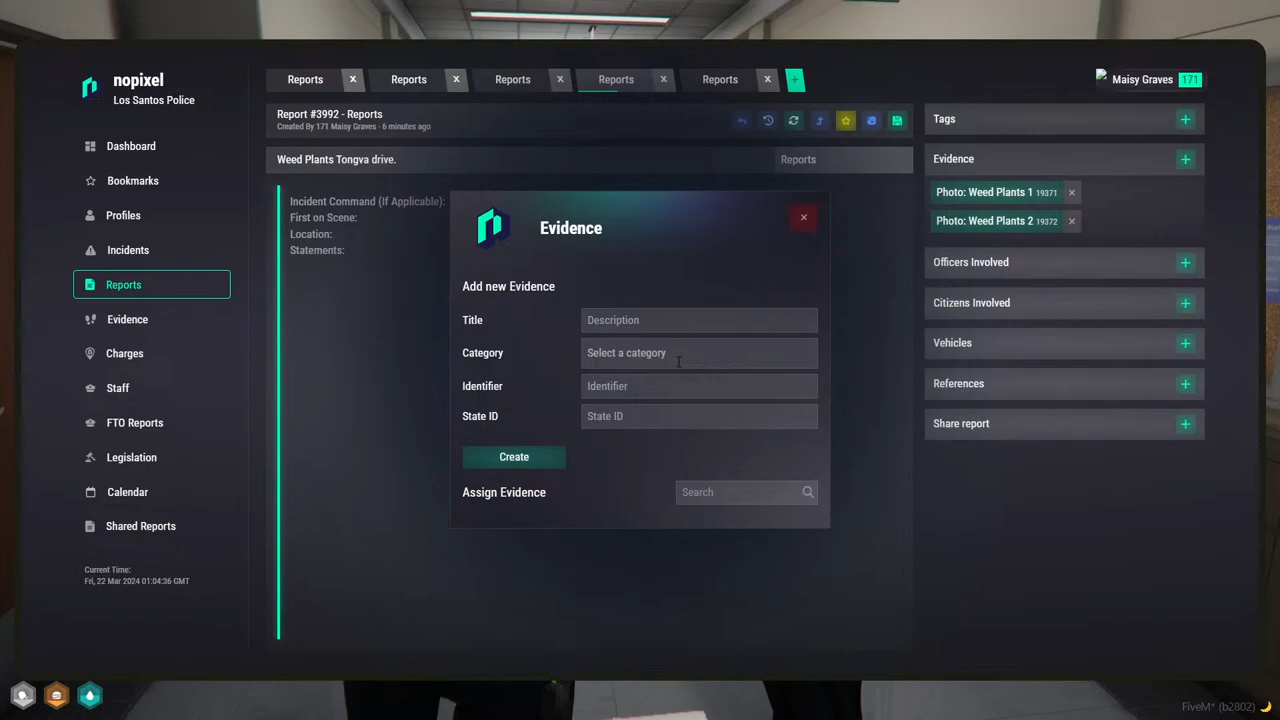 nopixel
Los Santos Police
Reports x
Reports x
Reports x
Reports x
Reports x
+
Maisy Graves 171
Report #3992 - Reports
Created By 171 Maisy Graves - 6 minutes ago
Weed Plants Tongva drive.
Reports
Dashboard
Bookmarks
Profiles
Incidents
Reports
Evidence
Charges
Staff
FTO Reports
Legislation
Calendar
Shared Reports
Current Time:
Fri, 22 Mar 2024 01:04:36 GMT
Incident Command (If Applicable):
First on Scene:
Location:
Statements:
Evidence
×
Add new Evidence
Title
Description
Category
Select a category
Identifier
Identifier
State ID
State ID
Create
Assign Evidence
Search
Tags +
Evidence +
Photo: Weed Plants 1 19371 ×
Photo: Weed Plants 2 19372 ×
Officers Involved +
Citizens Involved +
Vehicles +
References +
Share report +
FiveM* (b2802)